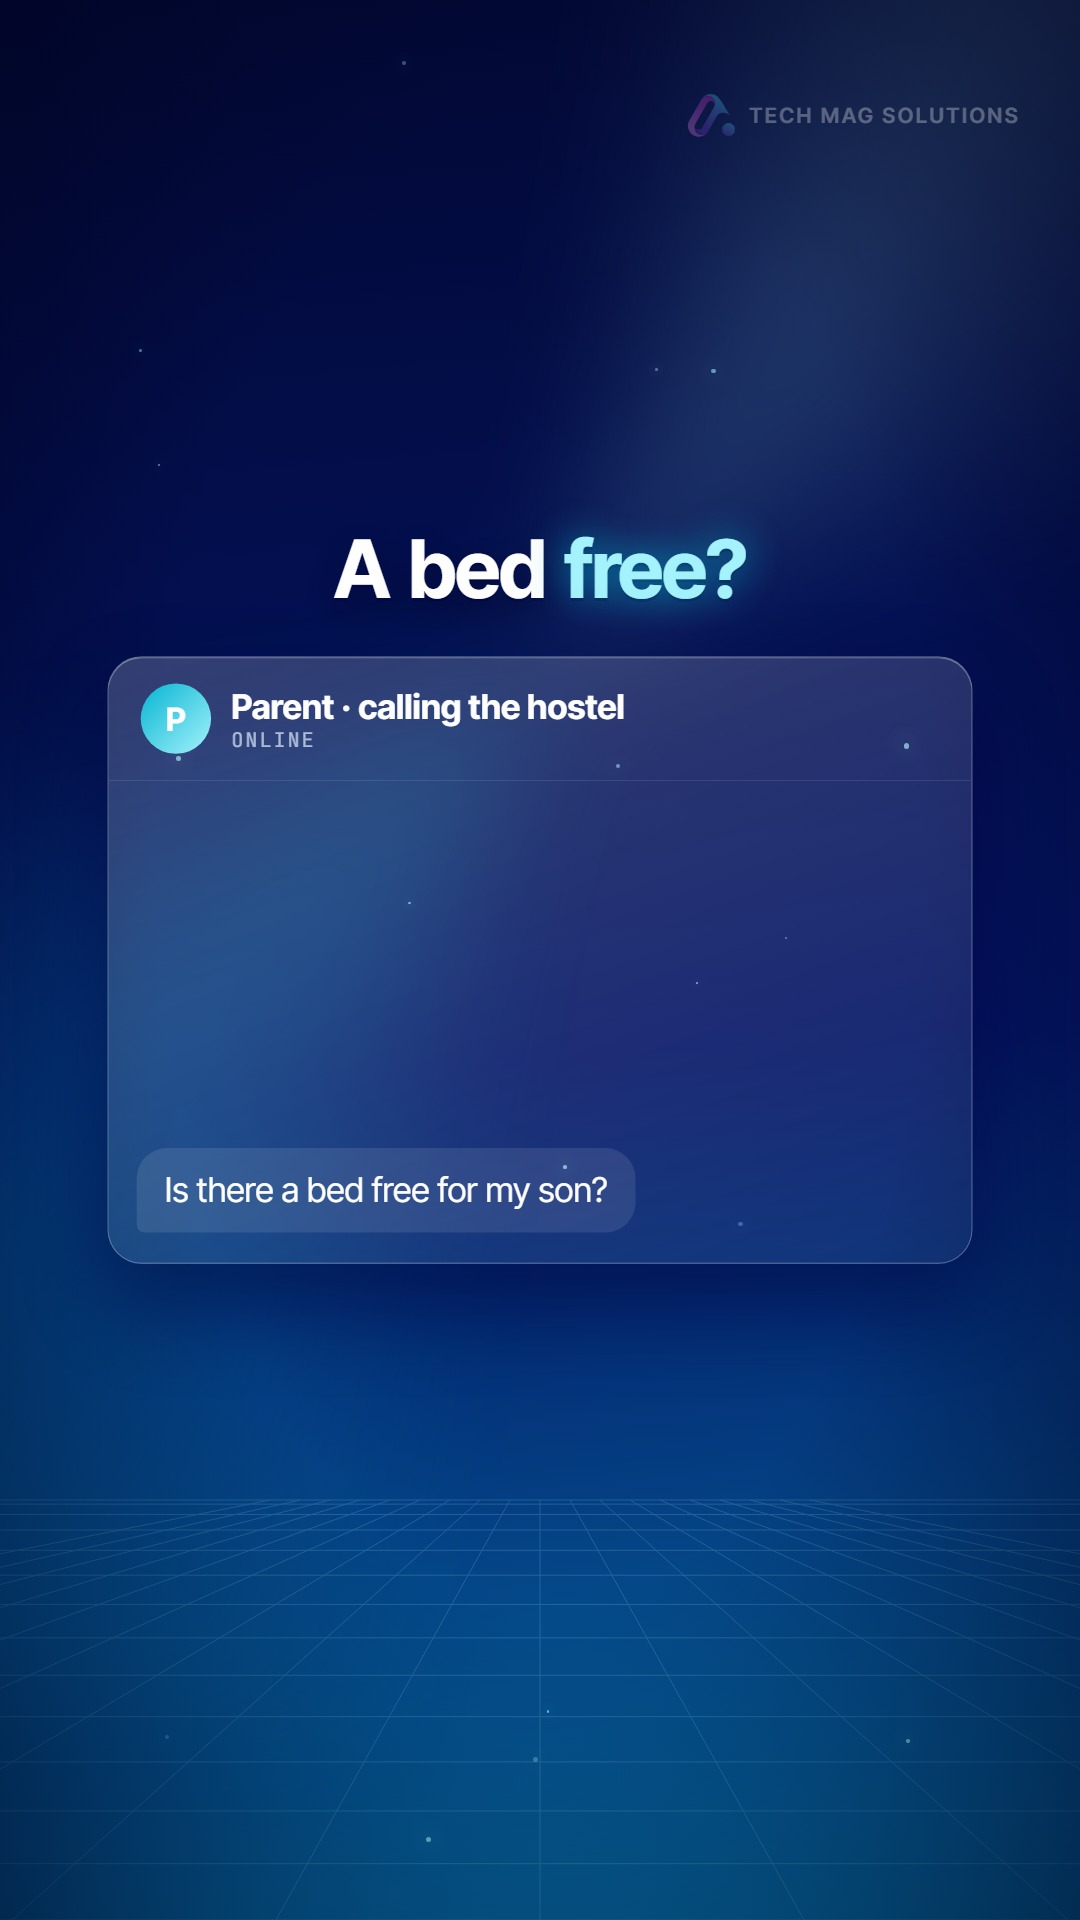 TECH MAG SOLUTIONS
A bed free?
P
Parent · calling the hostel
ONLINE
Is there a bed free for my son?